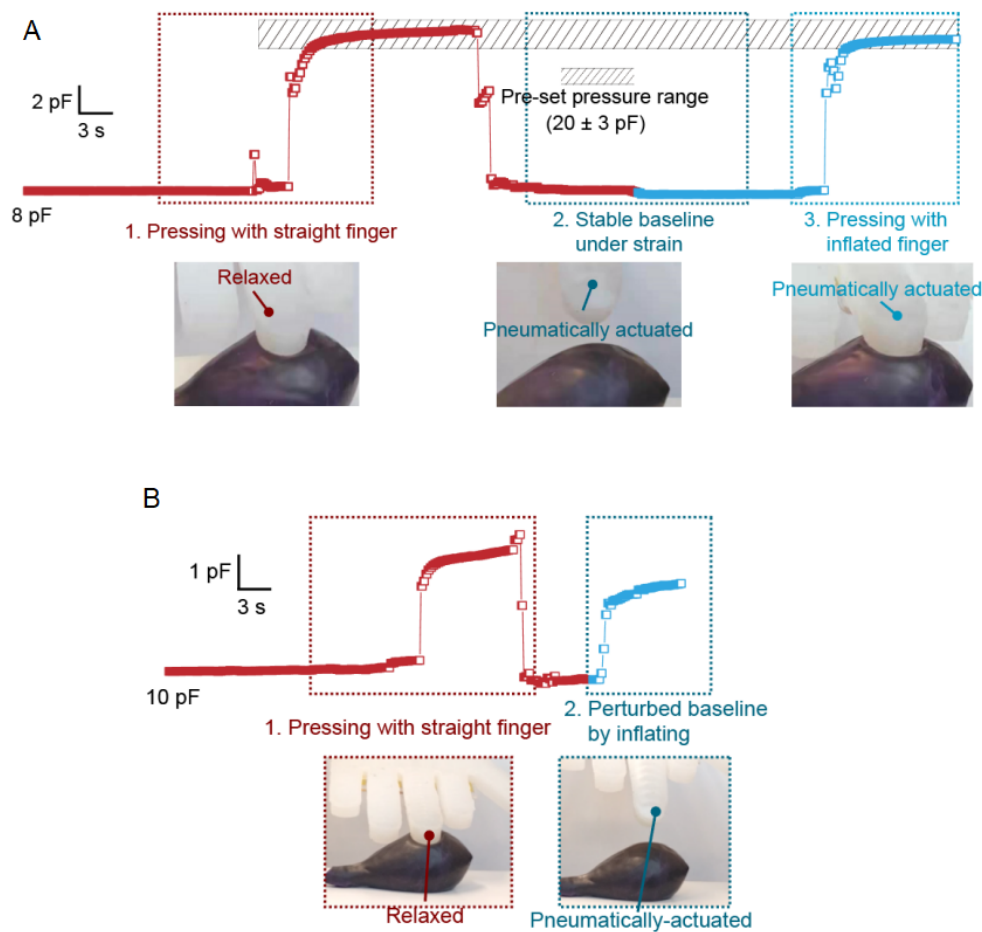 A
2 pF
3 s
Pre-set pressure range
(20 ± 3 pF)
8 pF
1. Pressing with straight finger
2. Stable baseline
under strain
3. Pressing with
inflated finger
Relaxed
Pneumatically actuated
Pneumatically actuated
B
1 pF
3 s
10 pF
1. Pressing with straight finger
2. Perturbed baseline
by inflating
Relaxed
Pneumatically-actuated